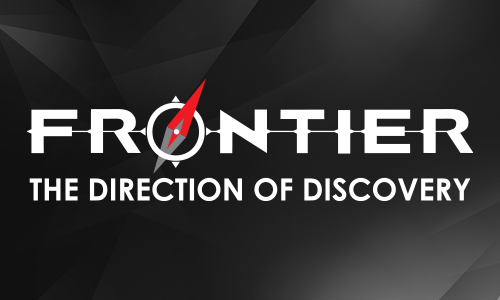 FRONTIER
THE DIRECTION OF DISCOVERY